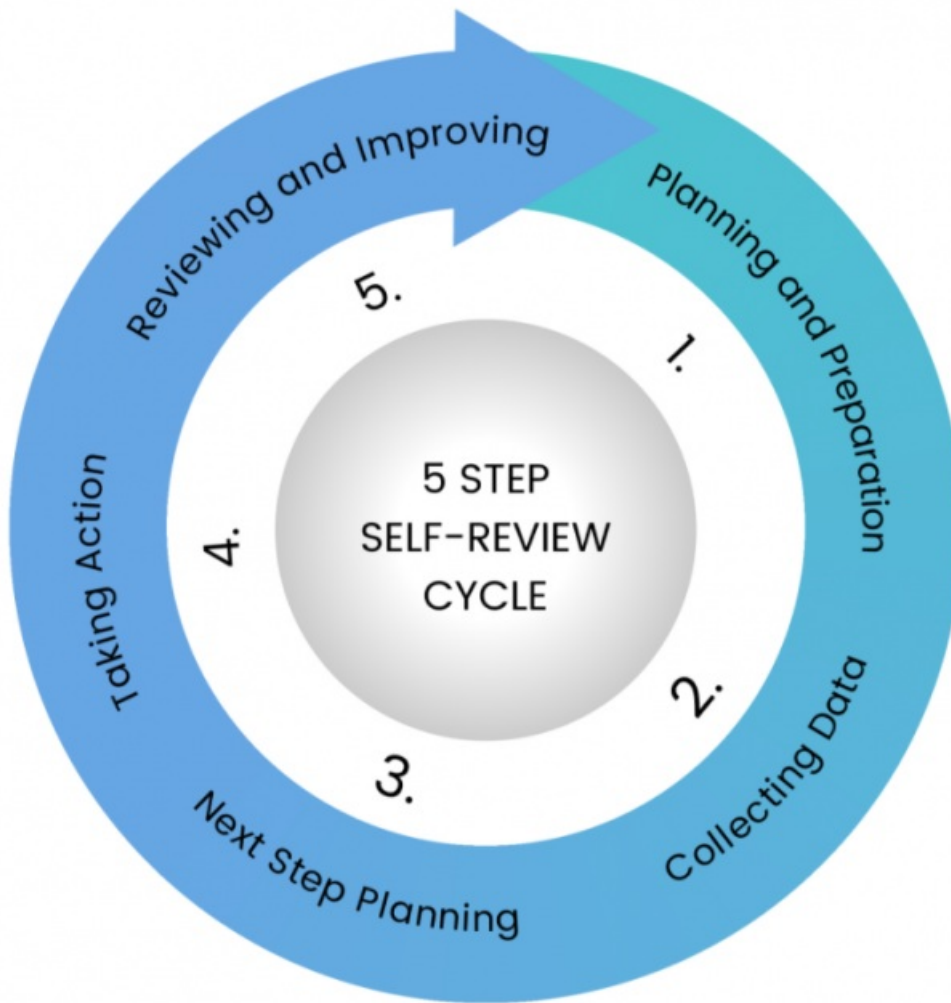 5 STEP
SELF-REVIEW
CYCLE
1.
Planning and Preparation
2.
Collecting Data
3.
Next Step Planning
4.
Taking Action
5.
Reviewing and Improving